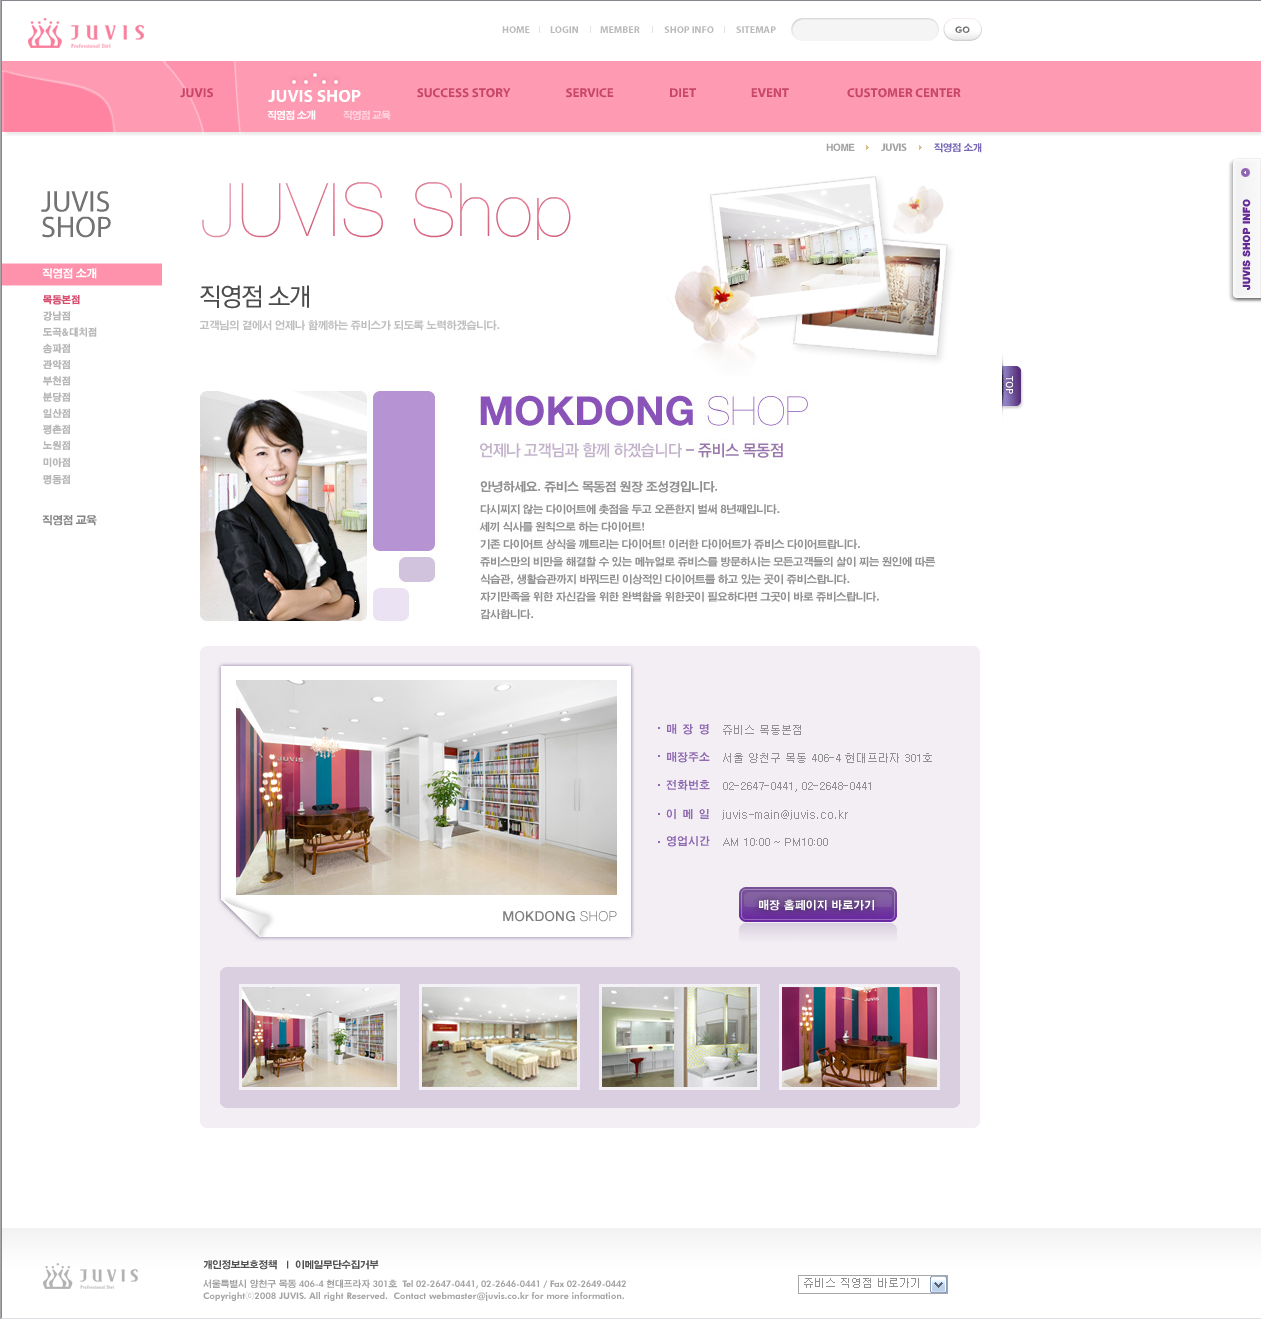 JUVIS
Professional Diet
HOME
LOGIN
MEMBER
SHOP INFO
SITEMAP
GO
JUVIS
JUVIS SHOP
SUCCESS STORY
SERVICE
DIET
EVENT
CUSTOMER CENTER
직영점 소개
직영점 교육
HOME
JUVIS
직영점 소개
JUVIS SHOP INFO
JUVIS
SHOP
직영점 소개
목동본점
강남점
도곡&대치점
송파점
관악점
부천점
분당점
일산점
평촌점
노원점
미아점
명동점
직영점 교육
JUVIS Shop
직영점 소개
고객님의 곁에서 언제나 함께하는 쥬비스가 되도록 노력하겠습니다.
TOP
MOKDONG SHOP
언제나 고객님과 함께 하겠습니다 – 쥬비스 목동점
안녕하세요. 쥬비스 목동점 원장 조성경입니다.
다시찌지 않는 다이어트에 촛점을 두고 오픈한지 벌써 8년째입니다.
세끼 식사를 원칙으로 하는 다이어트!
기존 다이어트 상식을 깨트리는 다이어트! 이러한 다이어트가 쥬비스 다이어트랍니다.
쥬비스만의 비만을 해결할 수 있는 메뉴얼로 쥬비스를 방문하시는 모든고객들의 살이 찌는 원인에 따른
식습관, 생활습관까지 바꿔드린 이상적인 다이어트를 하고 있는 곳이 쥬비스랍니다.
자기만족을 위한 자신감을 위한 완벽함을 위한곳이 필요하다면 그곳이 바로 쥬비스랍니다.
감사합니다.
JUVIS
MOKDONG SHOP
매 장 명 쥬비스 목동본점
매장주소 서울 양천구 목동 406-4 현대프라자 301호
전화번호 02-2647-0441, 02-2648-0441
이 메 일 juvis-main@juvis.co.kr
영업시간 AM 10:00 ~ PM10:00
매장 홈페이지 바로가기
JUVIS
JUVIS
Professional Diet
개인정보보호정책 | 이메일무단수집거부
서울특별시 양천구 목동 406-4 현대프라자 301호 Tel 02-2647-0441, 02-2646-0441 / Fax 02-2649-0442
Copyrightⓒ2008 JUVIS. All right Reserved. Contact webmaster@juvis.co.kr for more information.
쥬비스 직영점 바로가기